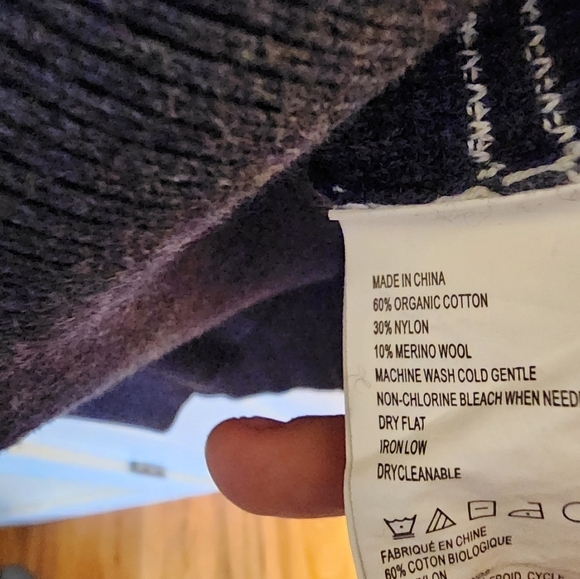 MADE IN CHINA
60% ORGANIC COTTON
30% NYLON
10% MERINO WOOL
MACHINE WASH COLD GENTLE
NON-CHLORINE BLEACH WHEN NEED
DRY FLAT
IRON LOW
DRYCLEANABLE
FABRIQUÉ EN CHINE
60% COTON BIOLOGIQUE